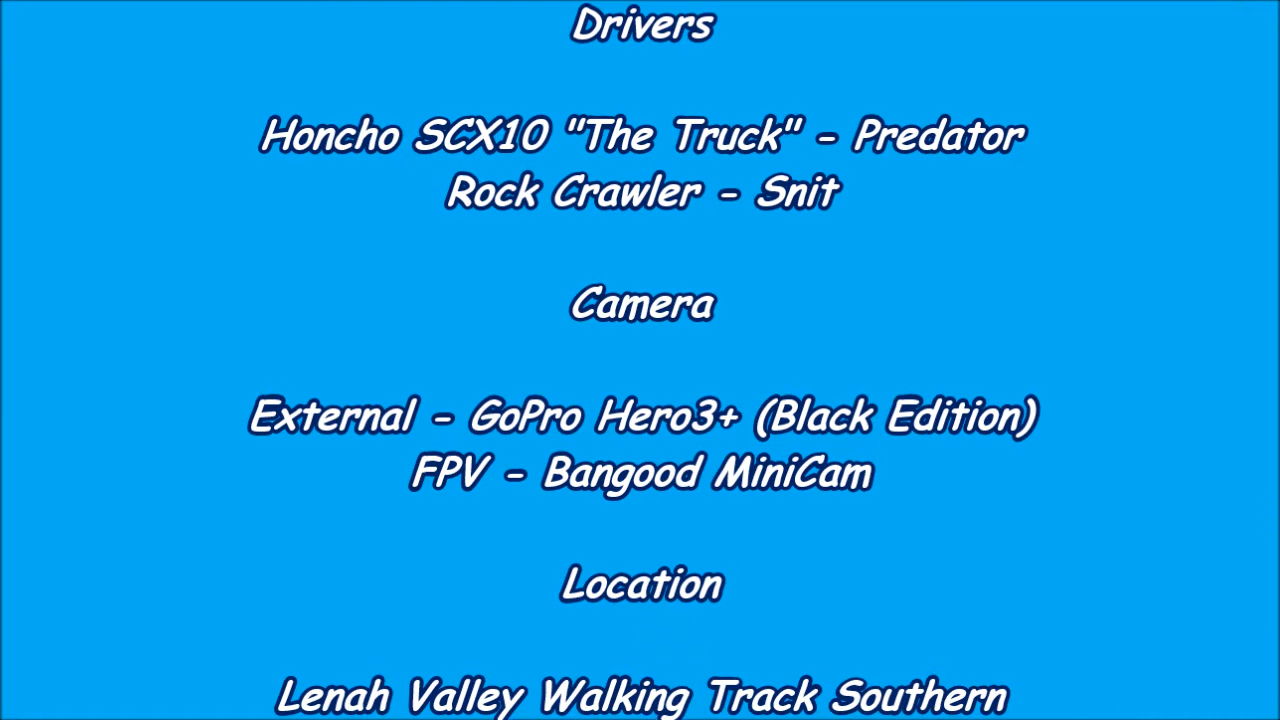 Drivers
Honcho SCX10 "The Truck" - Predator
Rock Crawler - Snit
Camera
External - GoPro Hero3+ (Black Edition)
FPV - Bangood MiniCam
Location
Lenah Valley Walking Track Southern